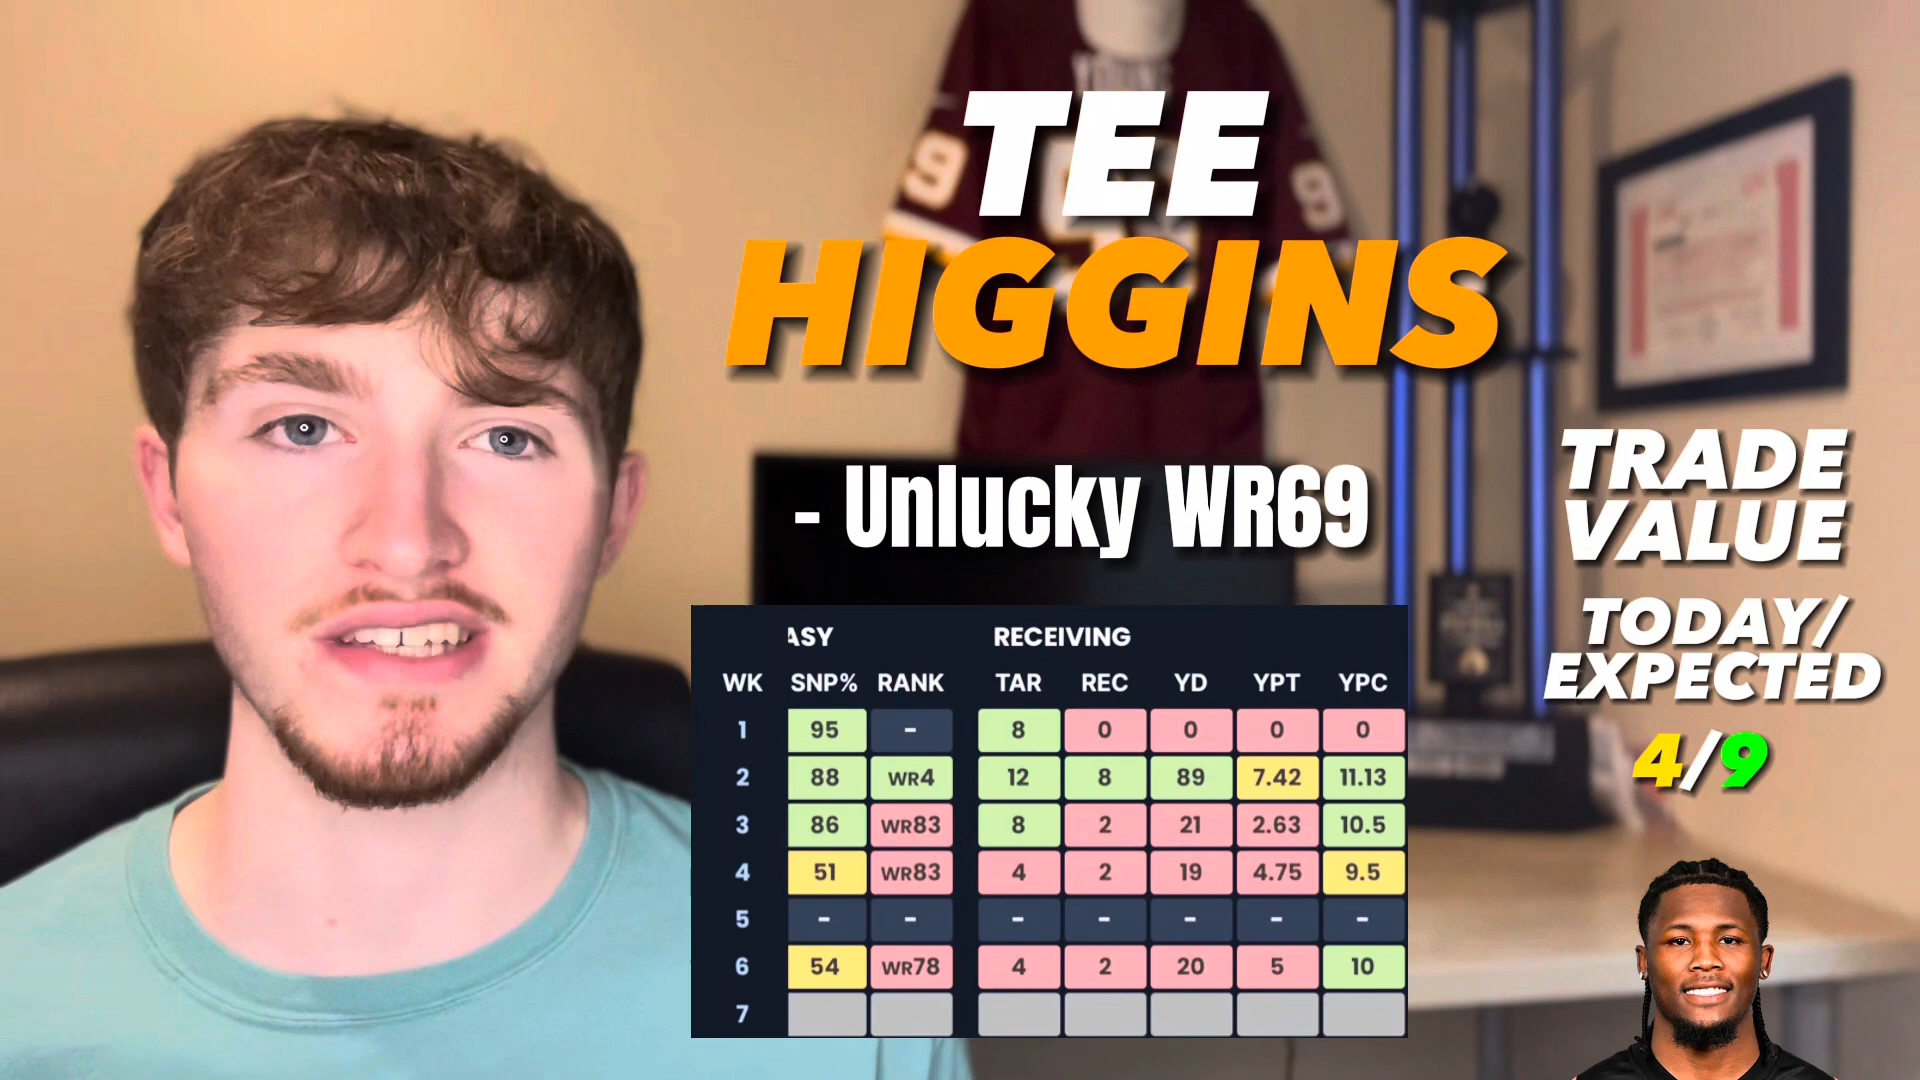 YOUNG
9
9
TEE
HIGGINS
- Unlucky WR69
TRADE
VALUE
TODAY/
EXPECTED
4/9
ASY RECEIVING
WK SNP% RANK TAR REC YD YPT YPC
1 95 - 8 0 0 0 0
2 88 WR4 12 8 89 7.42 11.13
3 86 WR83 8 2 21 2.63 10.5
4 51 WR83 4 2 19 4.75 9.5
5 - - - - - - -
6 54 WR78 4 2 20 5 10
7